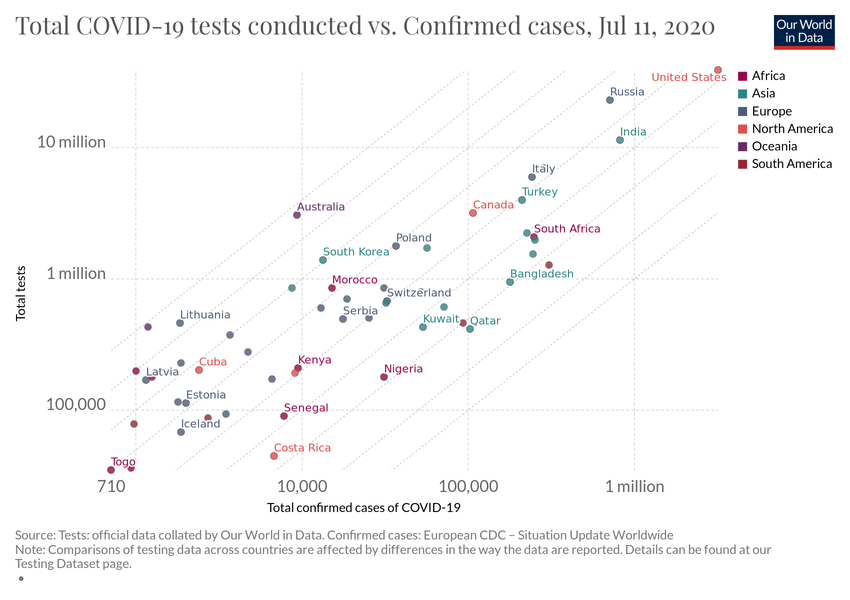 Total COVID-19 tests conducted vs. Confirmed cases, Jul 11, 2020
Our World
in Data
United States
Africa
Asia
Europe
North America
Oceania
South America
Russia
India
10 million
Italy
Turkey
Canada
Australia
South Africa
Poland
South Korea
1 million
Morocco
Bangladesh
Switzerland
Total tests
Lithuania
Serbia
Kuwait
Qatar
Cuba
Kenya
Latvia
Nigeria
Estonia
100,000
Senegal
Iceland
Costa Rica
Togo
710
10,000
100,000
1 million
Total confirmed cases of COVID-19
Source: Tests: official data collated by Our World in Data. Confirmed cases: European CDC – Situation Update Worldwide
Note: Comparisons of testing data across countries are affected by differences in the way the data are reported. Details can be found at our
Testing Dataset page.